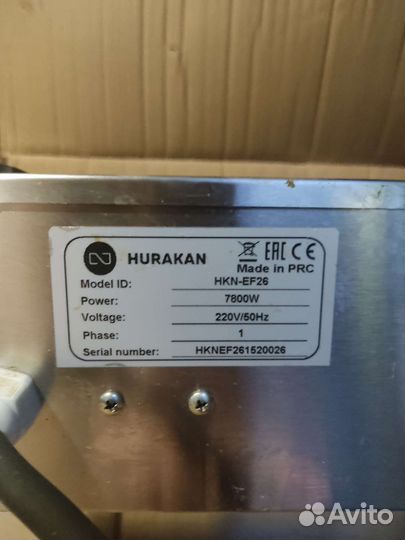 HURAKAN
EAC CE
Made in PRC
Model ID: HKN-EF26
Power: 7800W
Voltage: 220V/50Hz
Phase: 1
Serial number: HKNEF261520026
Avito